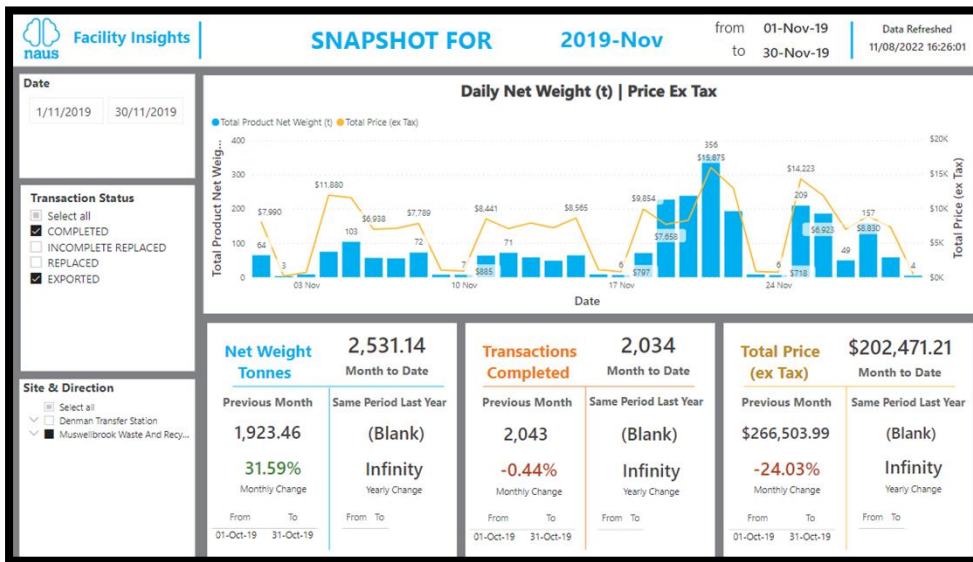 naus
Facility Insights
SNAPSHOT FOR 2019-Nov
from 01-Nov-19
to 30-Nov-19
Data Refreshed
11/08/2022 16:26:01
Date
1/11/2019 30/11/2019
Transaction Status
Select all
COMPLETED
INCOMPLETE REPLACED
REPLACED
EXPORTED
Site & Direction
Select all
Denman Transfer Station
Muswellbrook Waste And Recy...
Daily Net Weight (t) | Price Ex Tax
Total Product Net Weight (t) Total Price (ex Tax)
Total Product Net Weig...
400
300
200
100
0
$7,990
64
3
$11,880
103
$6,938
$7,789
72
7
$8,441
$885
71
$8,565
6
$797
$9,854
$7,658
356
$15,875
6
$718
$14,223
209
$6,923
49
157
$8,830
4
$20K
$15K
$10K
$5K
$0K
Total Price (ex Tax)
03 Nov 10 Nov 17 Nov 24 Nov
Date
Net Weight
Tonnes
2,531.14
Month to Date
Previous Month Same Period Last Year
1,923.46 (Blank)
31.59% Infinity
Monthly Change Yearly Change
From To From To
01-Oct-19 31-Oct-19
Transactions
Completed
2,034
Month to Date
Previous Month Same Period Last Year
2,043 (Blank)
-0.44% Infinity
Monthly Change Yearly Change
From To From To
01-Oct-19 31-Oct-19
Total Price
(ex Tax)
$202,471.21
Month to Date
Previous Month Same Period Last Year
$266,503.99 (Blank)
-24.03% Infinity
Monthly Change Yearly Change
From To From To
01-Oct-19 31-Oct-19